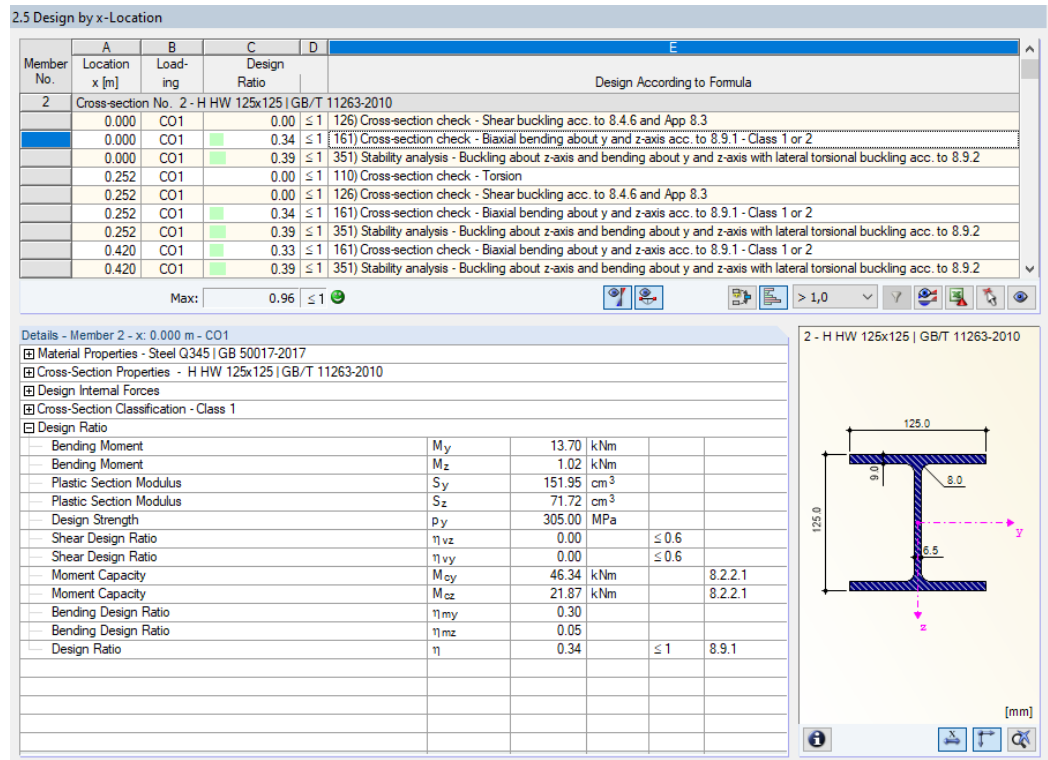 2.5 Design by x-Location
A B C D E
Member Location Load- Design
No. x [m] ing Ratio Design According to Formula
2 Cross-section No. 2 - H HW 125x125 | GB/T 11263-2010
0.000 CO1 0.00 ≤ 1 126) Cross-section check - Shear buckling acc. to 8.4.6 and App 8.3
0.000 CO1 0.34 ≤ 1 161) Cross-section check - Biaxial bending about y and z-axis acc. to 8.9.1 - Class 1 or 2
0.000 CO1 0.39 ≤ 1 351) Stability analysis - Buckling about z-axis and bending about y and z-axis with lateral torsional buckling acc. to 8.9.2
0.252 CO1 0.00 ≤ 1 110) Cross-section check - Torsion
0.252 CO1 0.00 ≤ 1 126) Cross-section check - Shear buckling acc. to 8.4.6 and App 8.3
0.252 CO1 0.34 ≤ 1 161) Cross-section check - Biaxial bending about y and z-axis acc. to 8.9.1 - Class 1 or 2
0.252 CO1 0.39 ≤ 1 351) Stability analysis - Buckling about z-axis and bending about y and z-axis with lateral torsional buckling acc. to 8.9.2
0.420 CO1 0.33 ≤ 1 161) Cross-section check - Biaxial bending about y and z-axis acc. to 8.9.1 - Class 1 or 2
0.420 CO1 0.39 ≤ 1 351) Stability analysis - Buckling about z-axis and bending about y and z-axis with lateral torsional buckling acc. to 8.9.2
Max: 0.96 ≤ 1 > 1,0
Details - Member 2 - x: 0.000 m - CO1
Material Properties - Steel Q345 | GB 50017-2017
Cross-Section Properties - H HW 125x125 | GB/T 11263-2010
Design Internal Forces
Cross-Section Classification - Class 1
Design Ratio
Bending Moment My 13.70 kNm
Bending Moment Mz 1.02 kNm
Plastic Section Modulus Sy 151.95 cm3
Plastic Section Modulus Sz 71.72 cm3
Design Strength py 305.00 MPa
Shear Design Ratio ηvz 0.00 ≤ 0.6
Shear Design Ratio ηvy 0.00 ≤ 0.6
Moment Capacity Mcy 46.34 kNm 8.2.2.1
Moment Capacity Mcz 21.87 kNm 8.2.2.1
Bending Design Ratio ηmy 0.30
Bending Design Ratio ηmz 0.05
Design Ratio η 0.34 ≤ 1 8.9.1
2 - H HW 125x125 | GB/T 11263-2010
125.0
9.0
8.0
125.0
y
6.5
z
[mm]